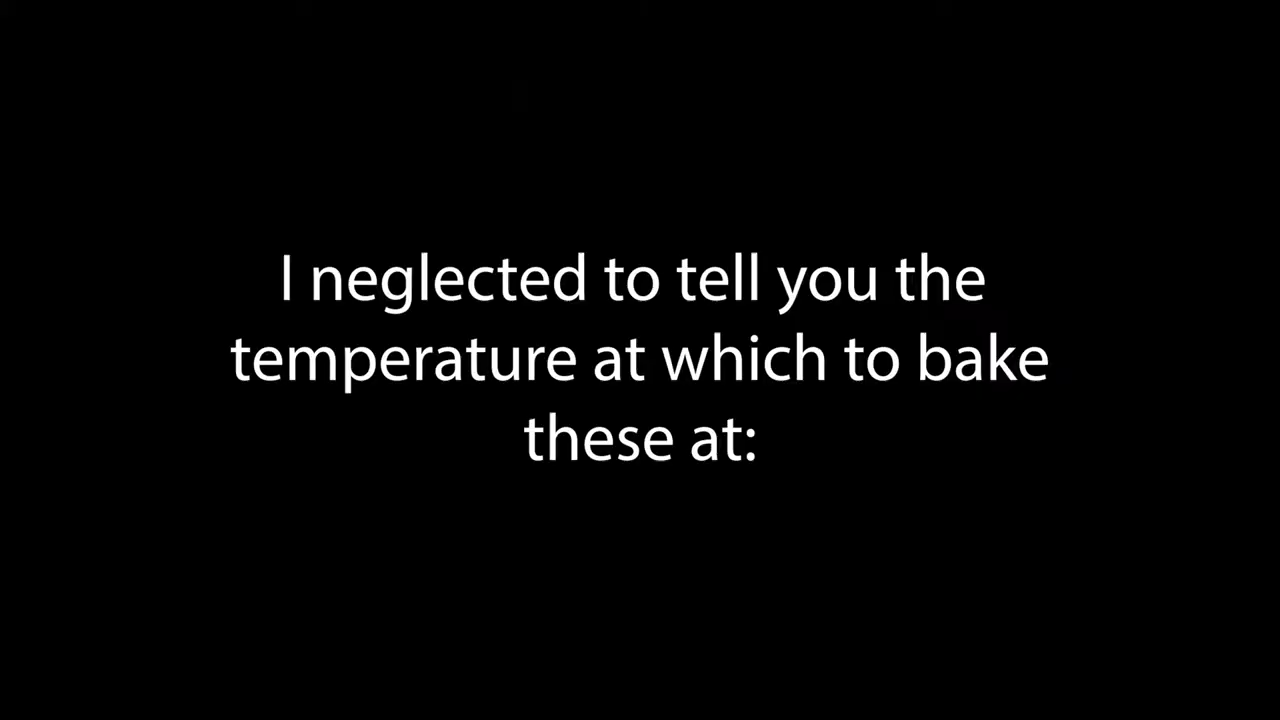 I neglected to tell you the
temperature at which to bake
these at: